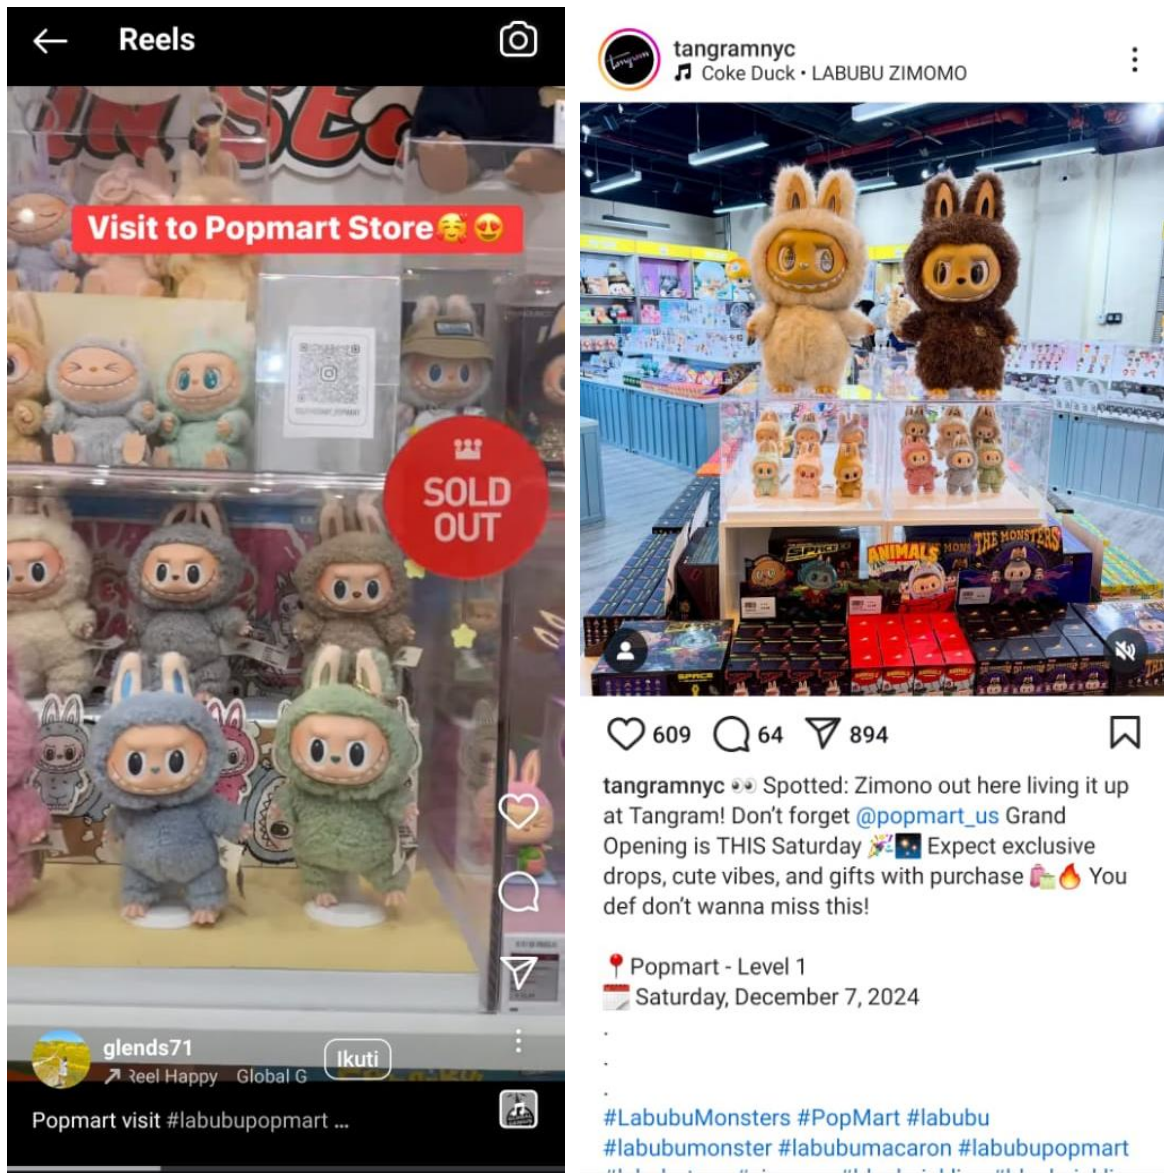 Reels
IN St
Visit to Popmart Store🥰😍
SOLD
OUT
glends71
Ikuti
Reel Happy Global G
Popmart visit #labubupopmart ...
tangramnyc
Coke Duck • LABUBU ZIMOMO
ANIMALS
THE MONSTERS
SPACE
609
64
894
tangramnyc 👀 Spotted: Zimono out here living it up
at Tangram! Don't forget @popmart_us Grand
Opening is THIS Saturday 🎉🎆 Expect exclusive
drops, cute vibes, and gifts with purchase 🛍️🔥 You
def don't wanna miss this!
📍Popmart - Level 1
🗓️ Saturday, December 7, 2024
.
.
.
#LabubuMonsters #PopMart #labubu
#labubumonster #labubumacaron #labubupopmart